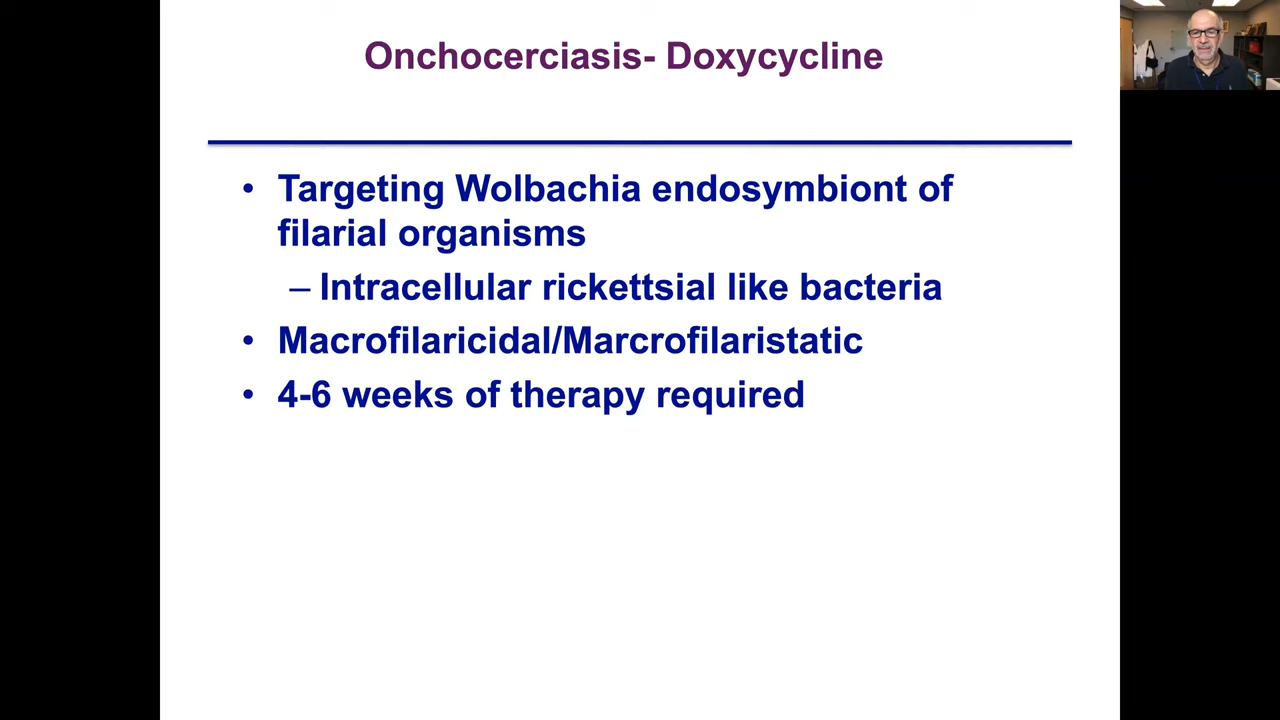 Onchocerciasis- Doxycycline
• Targeting Wolbachia endosymbiont of
filarial organisms
– Intracellular rickettsial like bacteria
• Macrofilaricidal/Marcrofilaristatic
• 4-6 weeks of therapy required